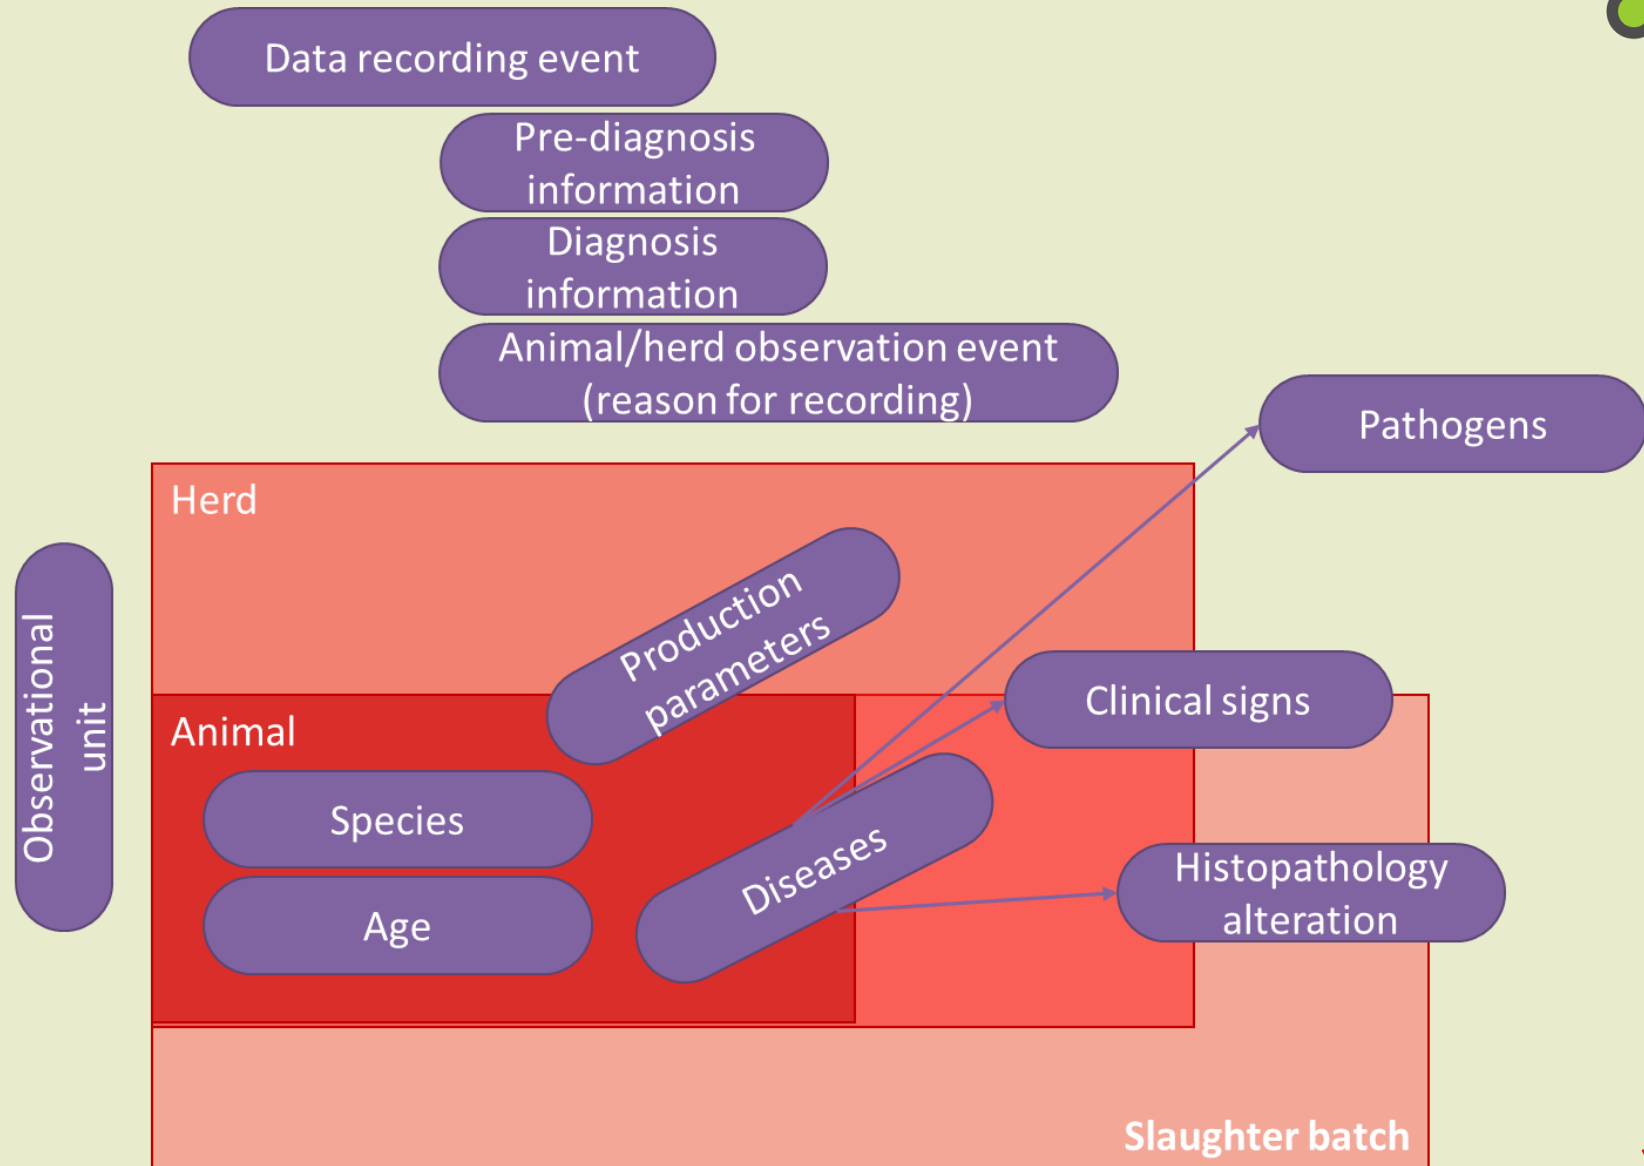 Data recording event
Pre-diagnosis
information
Diagnosis
information
Animal/herd observation event
(reason for recording)
Pathogens
Herd
Production
parameters
Observational
unit
Clinical signs
Animal
Species
Diseases
Histopathology
alteration
Age
Slaughter batch